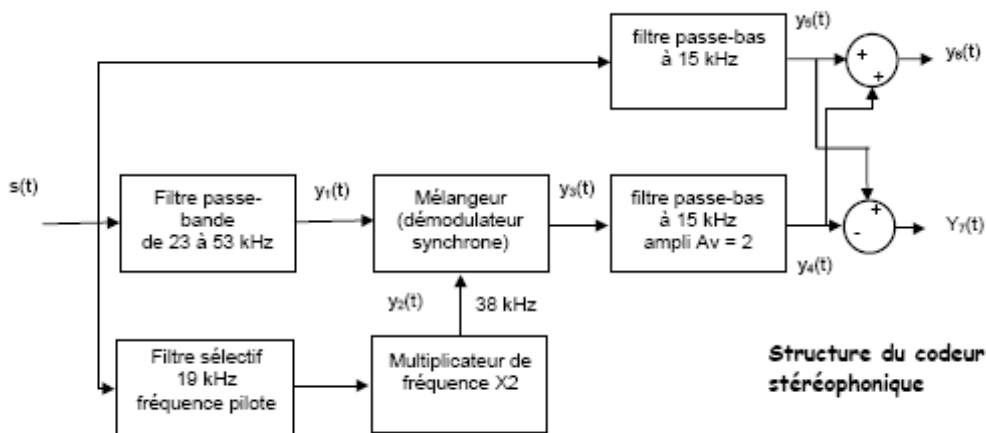 filtre passe-bas
à 15 kHz
y₅(t)
+
+
y₆(t)
s(t)
Filtre passe-
bande
de 23 à 53 kHz
y₁(t)
Mélangeur
(démodulateur
synchrone)
y₃(t)
filtre passe-bas
à 15 kHz
ampli Av = 2
+
-
Y₇(t)
y₄(t)
y₂(t)
38 kHz
Filtre sélectif
19 kHz
fréquence pilote
Multiplicateur de
fréquence X2
Structure du codeur
stéréophonique